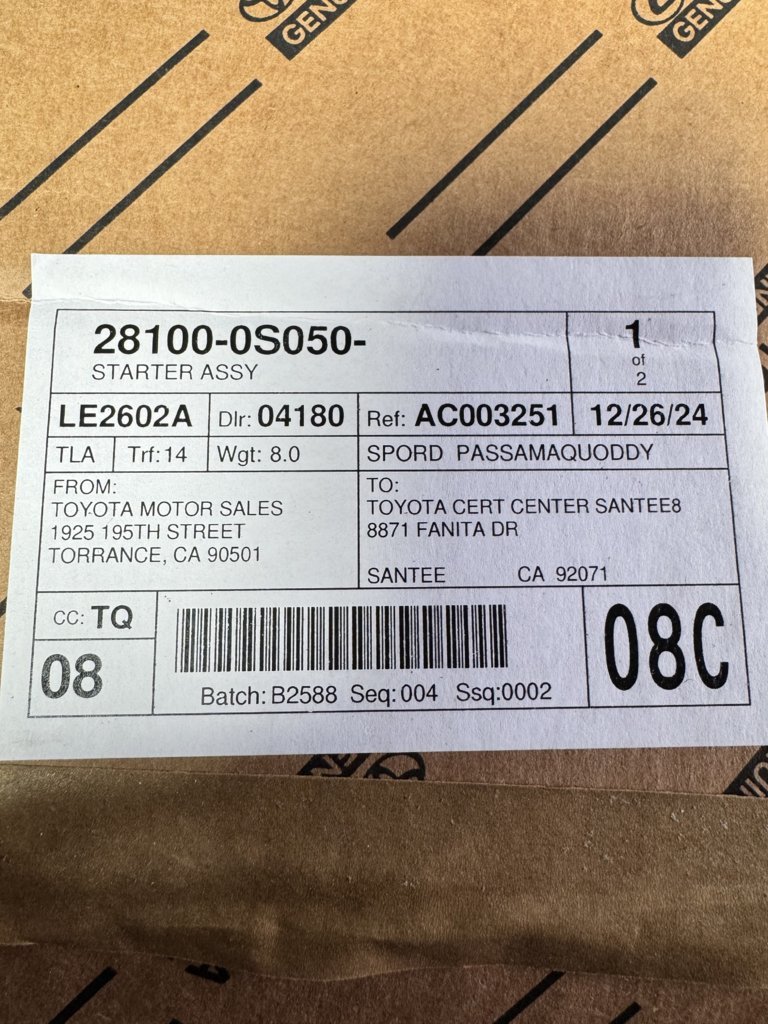 GENU
GENU
28100-0S050-
STARTER ASSY
1
of
2
LE2602A Dlr: 04180 Ref: AC003251 12/26/24
TLA Trf: 14 Wgt: 8.0 SPORD PASSAMAQUODDY
FROM:
TOYOTA MOTOR SALES
1925 195TH STREET
TORRANCE, CA 90501
TO:
TOYOTA CERT CENTER SANTEE8
8871 FANITA DR
SANTEE CA 92071
CC: TQ
08
Batch: B2588 Seq: 004 Ssq:0002
08C